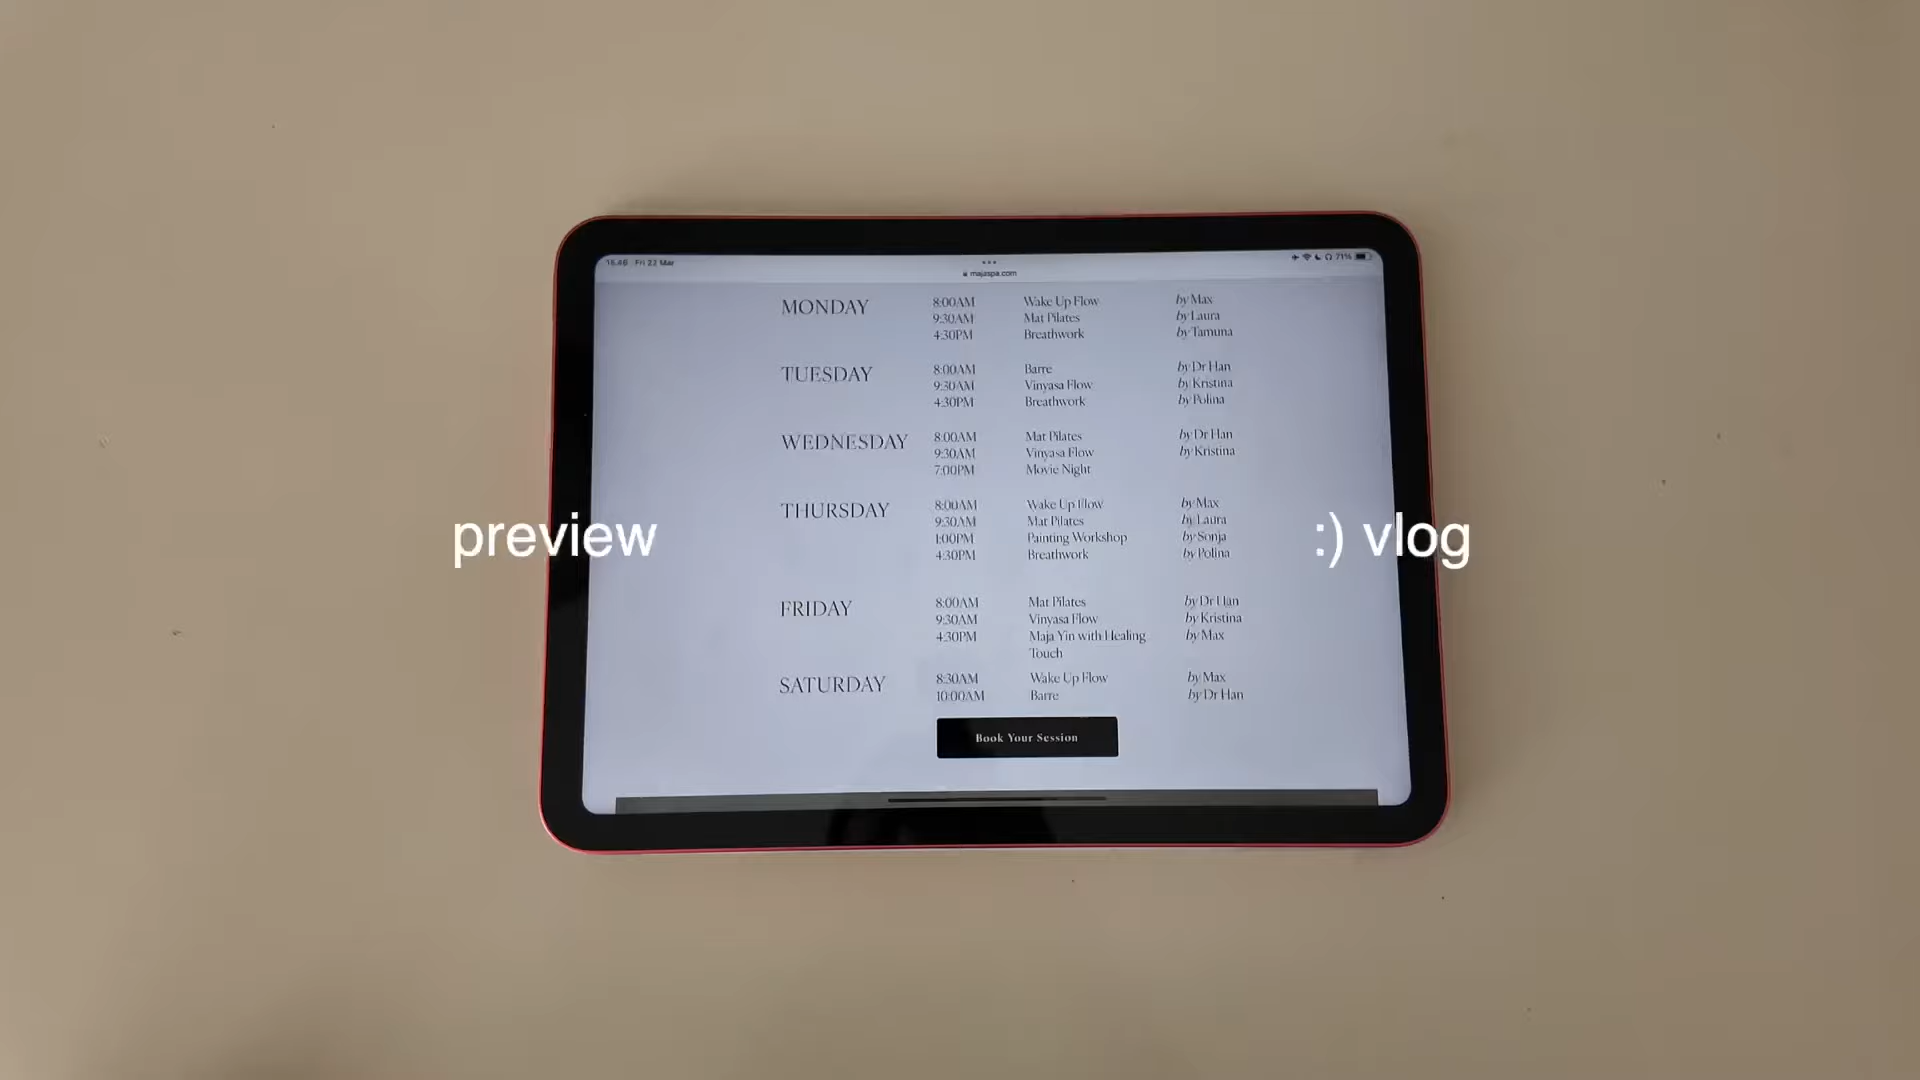 16.46 Fri 22 Mar
71%
majaspa.com
MONDAY 8:00AM Wake Up Flow by Max
9:30AM Mat Pilates by Laura
4:30PM Breathwork by Tamuna
TUESDAY 8:00AM Barre by Dr Han
9:30AM Vinyasa Flow by Kristina
4:30PM Breathwork by Polina
WEDNESDAY 8:00AM Mat Pilates by Dr Han
9:30AM Vinyasa Flow by Kristina
7:00PM Movie Night
THURSDAY 8:00AM Wake Up Flow by Max
9:30AM Mat Pilates by Laura
1:00PM Painting Workshop by Sonja
preview :) vlog
4:30PM Breathwork by Polina
FRIDAY 8:00AM Mat Pilates by Dr Han
9:30AM Vinyasa Flow by Kristina
4:30PM Maja Yin with Healing by Max
Touch
SATURDAY 8:30AM Wake Up Flow by Max
10:00AM Barre by Dr Han
Book Your Session